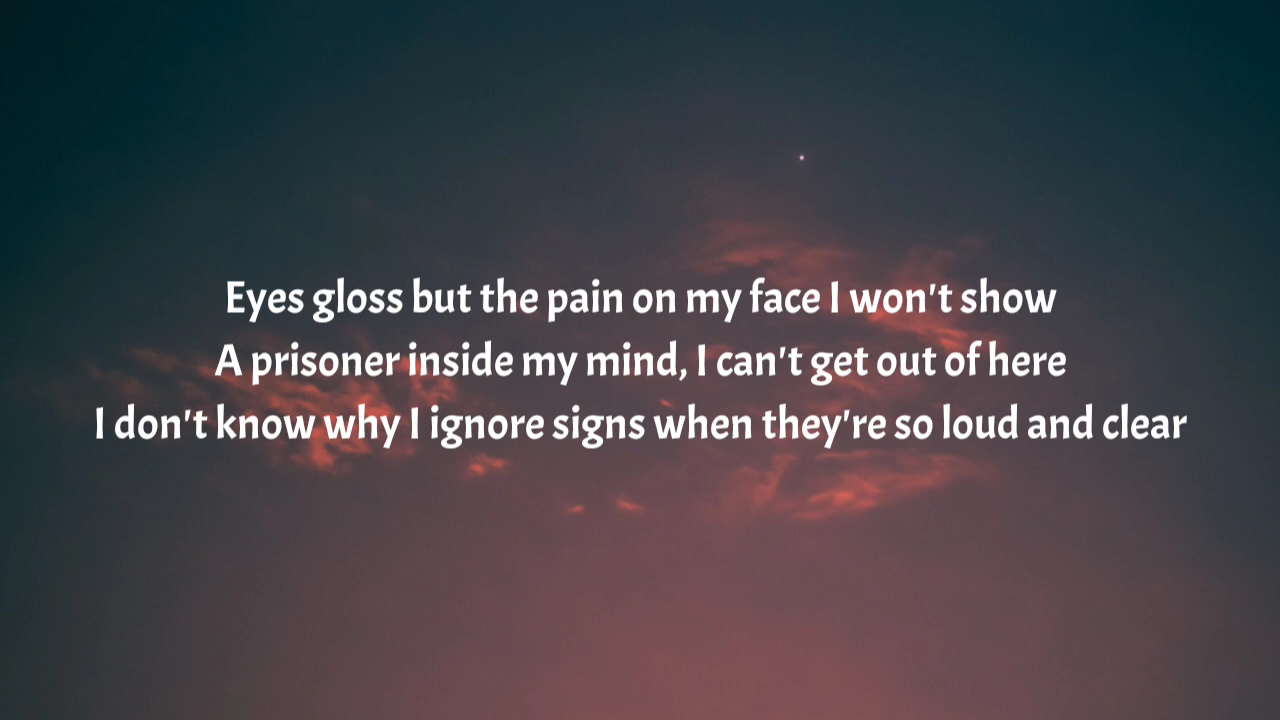 Eyes gloss but the pain on my face I won't show
A prisoner inside my mind, I can't get out of here
I don't know why I ignore signs when they're so loud and clear